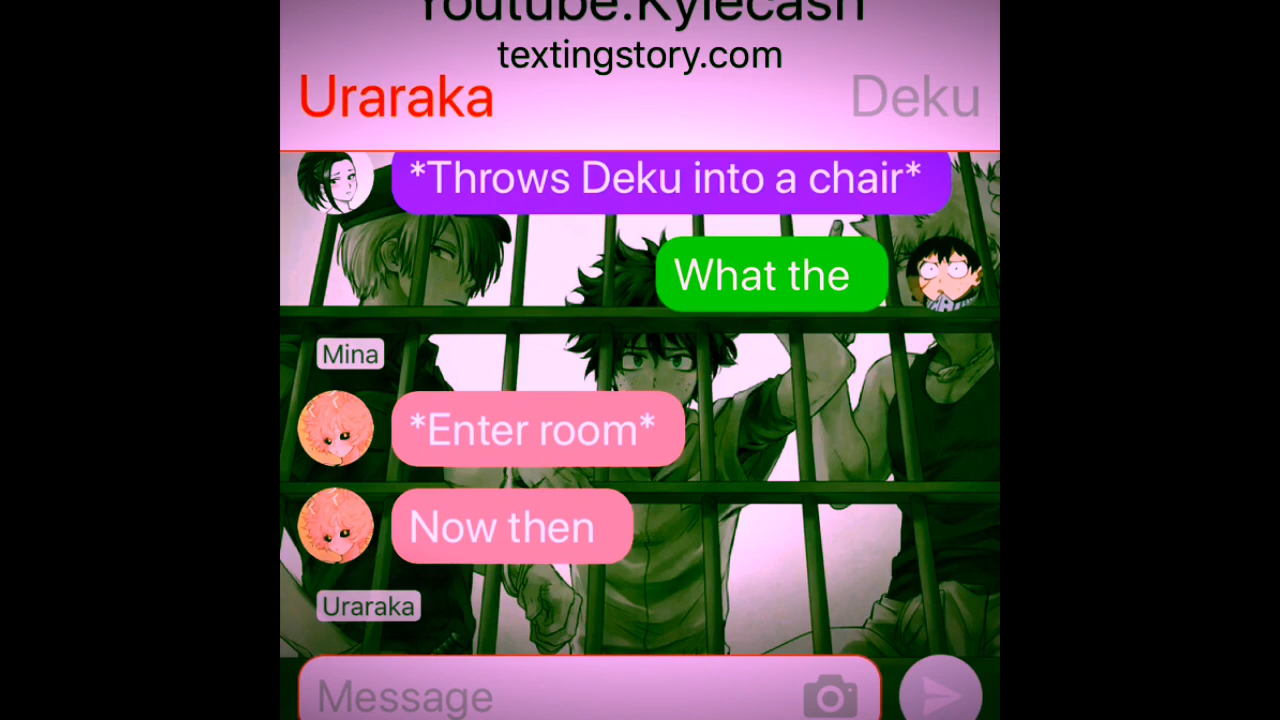 Youtube:Kylecash
textingstory.com
Uraraka
Deku
*Throws Deku into a chair*
What the
Mina
*Enter room*
Now then
Uraraka
Message